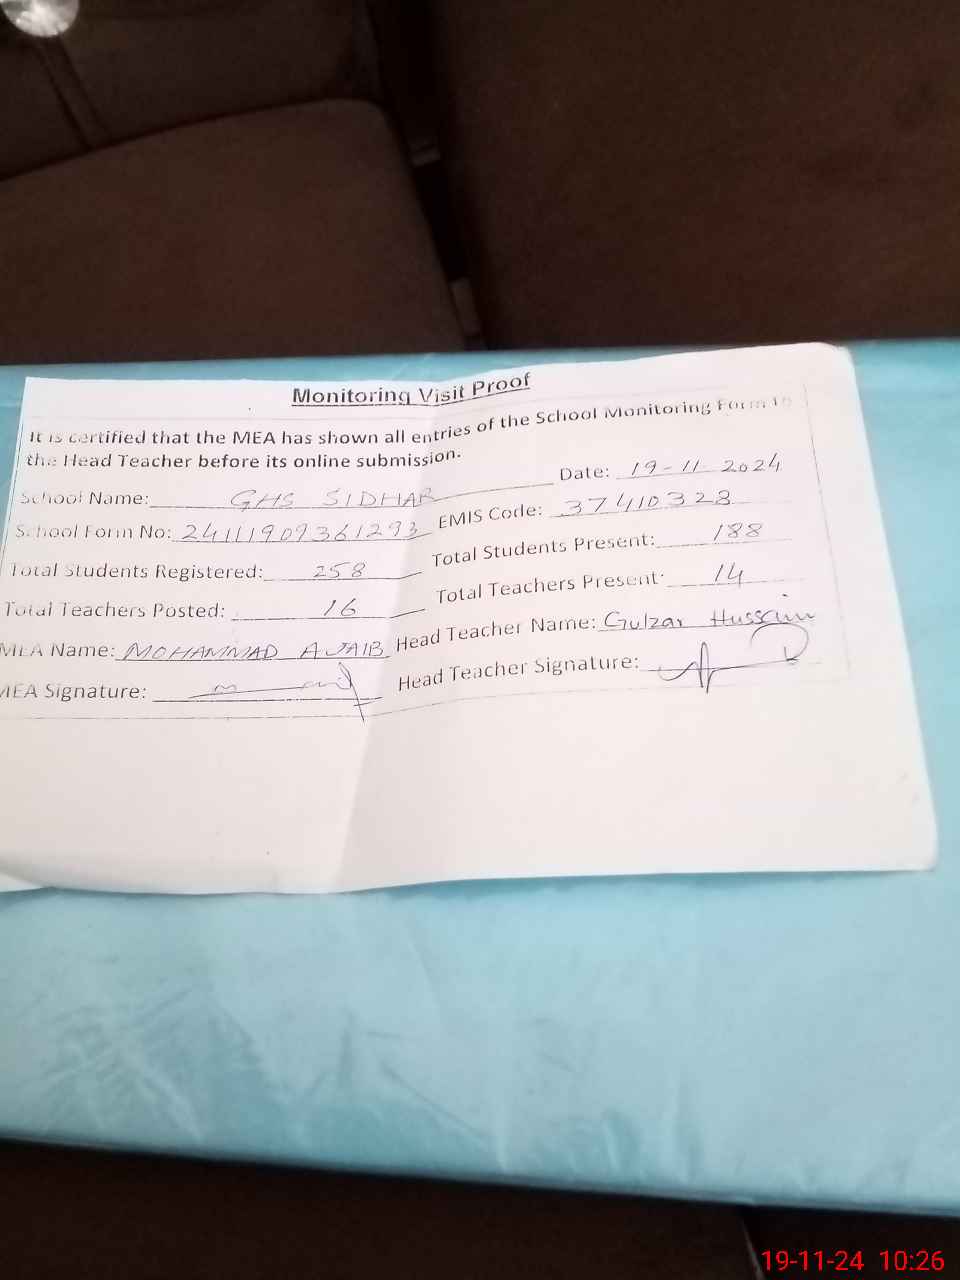 Monitoring Visit Proof
It is certified that the MEA has shown all entries of the School Monitoring Form to
the Head Teacher before its online submission.
School Name: GHS SIDHAR Date: 19-11-2024
School Form No: 24111909361293 EMIS Code: 37410328
Total Students Registered: 258 Total Students Present: 188
Total Teachers Posted: 16 Total Teachers Present: 14
MEA Name: MOHAMMAD AJAIB Head Teacher Name: Gulzar Hussain
MEA Signature: Head Teacher Signature:
19-11-24 10:26